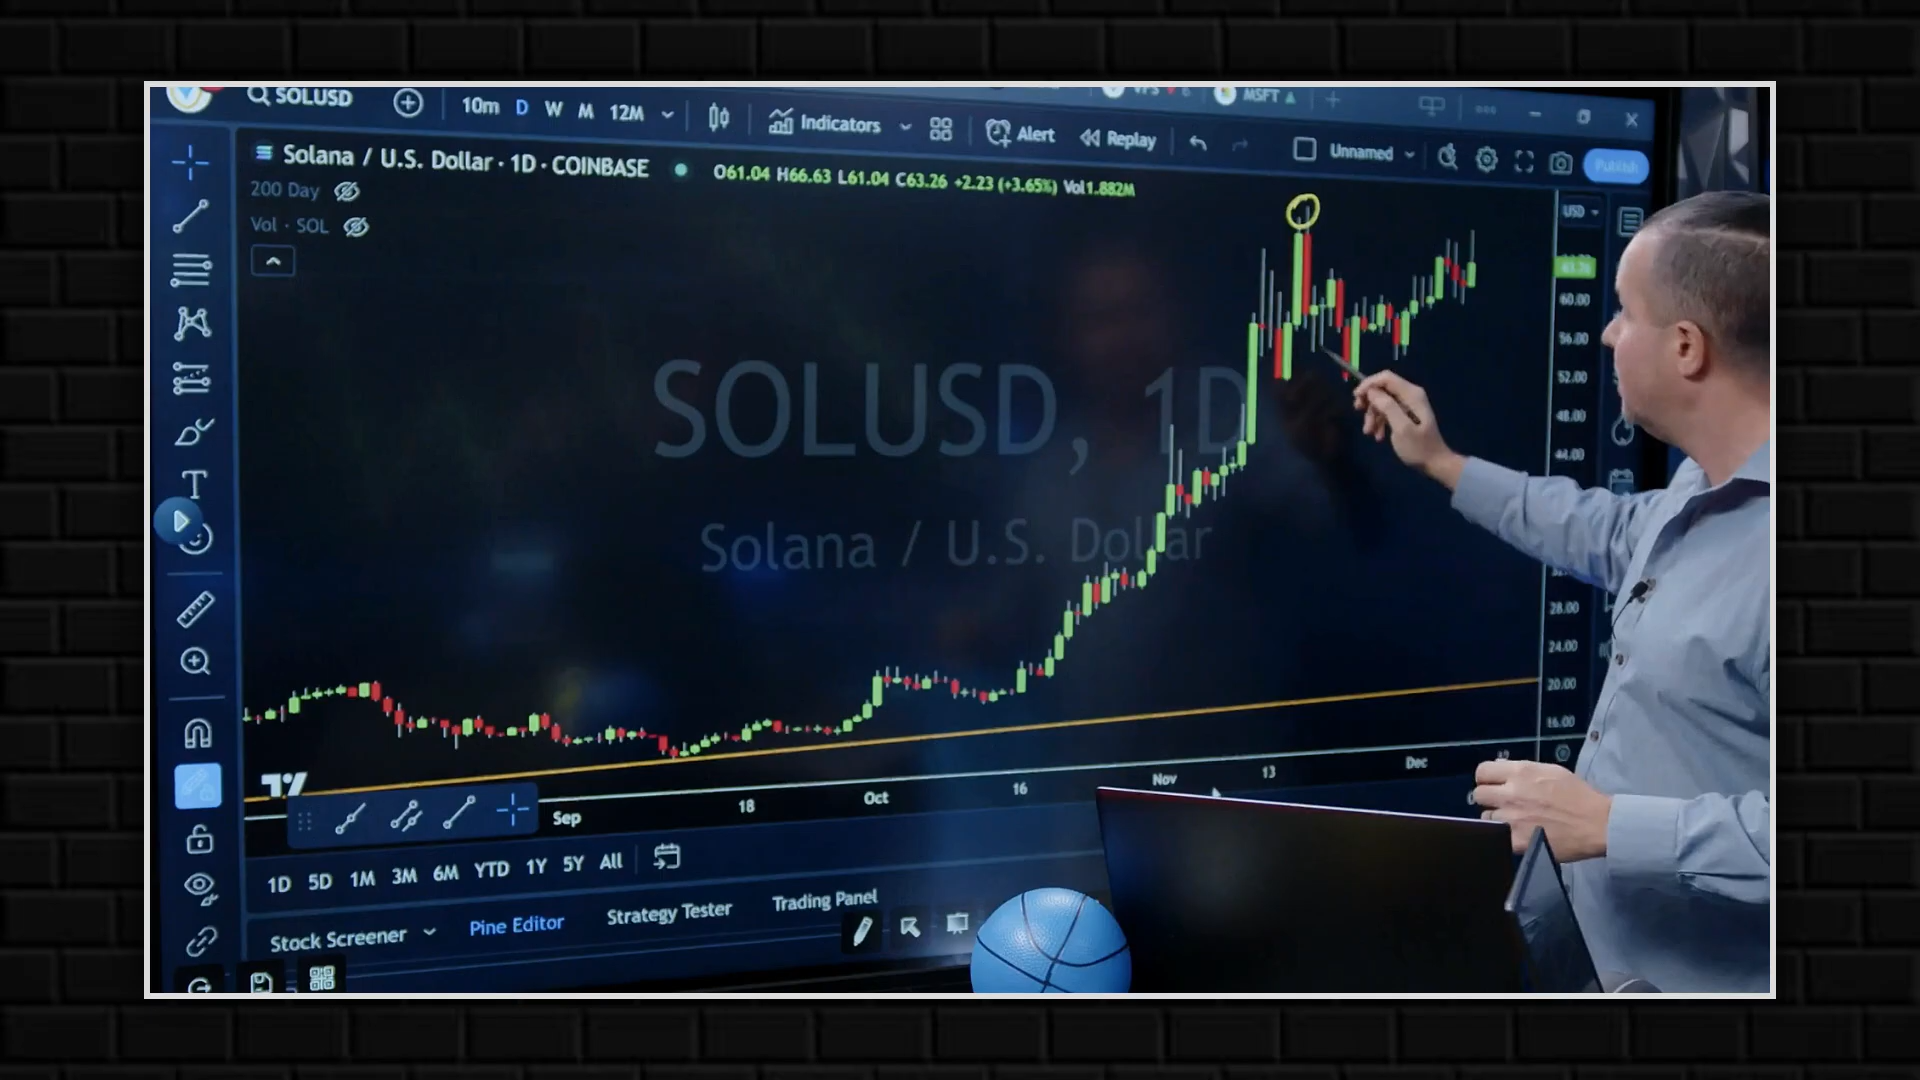 SOLUSD
10m D W M 12M
Indicators
Alert
Replay
Unnamed
Publish
MSFT
Solana / U.S. Dollar · 1D · COINBASE
O61.04 H66.63 L61.04 C63.26 +2.23 (+3.65%) Vol1.882M
200 Day
Vol · SOL
USD
63.26
60.00
56.00
52.00
48.00
44.00
28.00
24.00
20.00
16.00
SOLUSD, 1D
Solana / U.S. Dollar
Sep
18
Oct
16
Nov
13
Dec
1D 5D 1M 3M 6M YTD 1Y 5Y All
Stock Screener
Pine Editor
Strategy Tester
Trading Panel